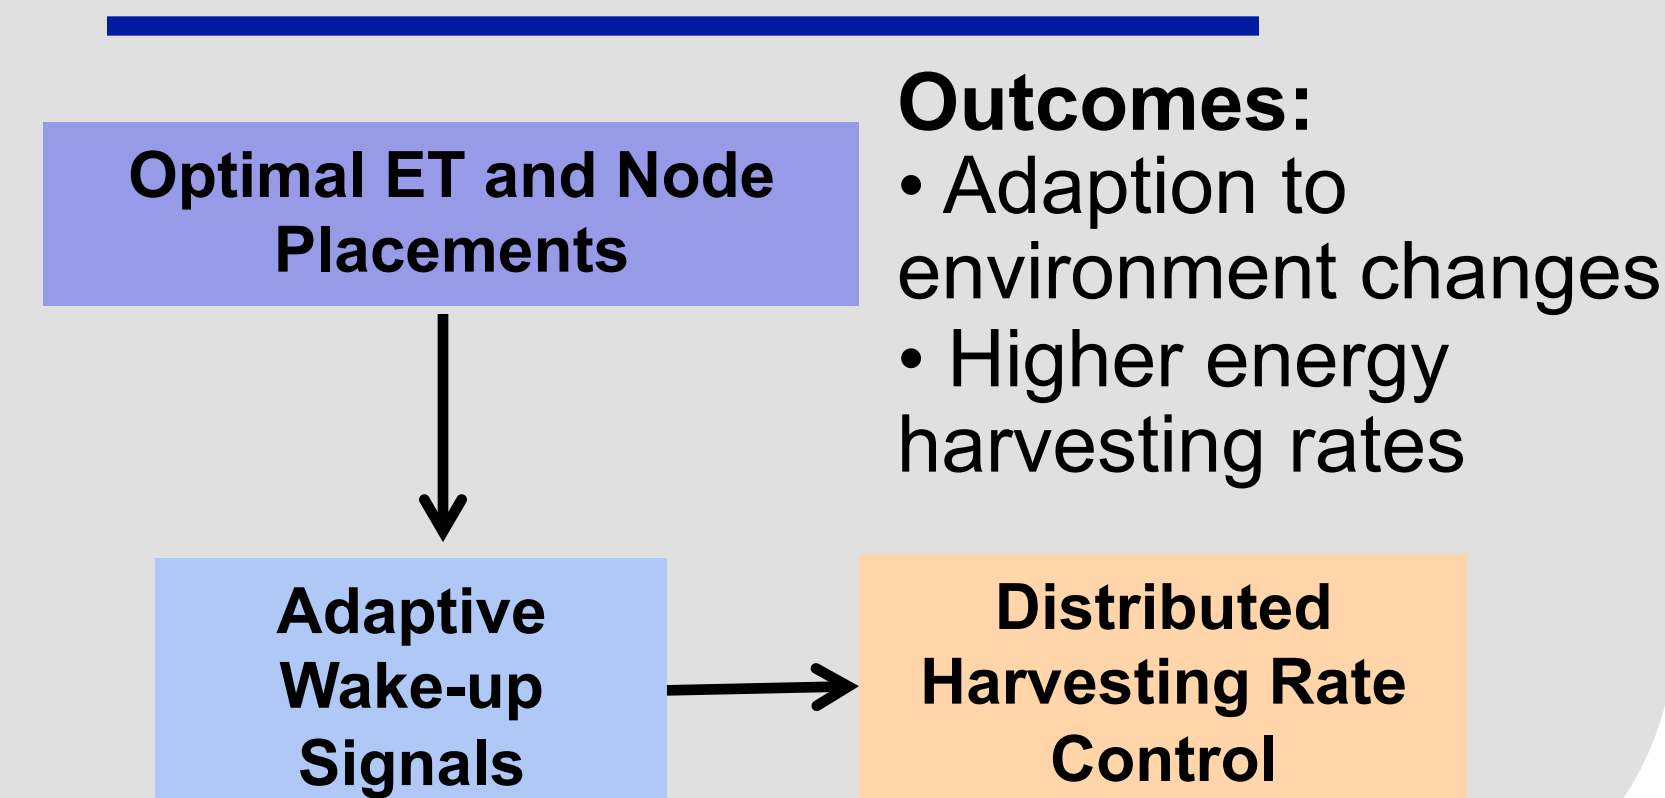 Optimal ET and Node
Placements
Outcomes:
• Adaption to
environment changes
• Higher energy
harvesting rates
Adaptive
Wake-up
Signals
Distributed
Harvesting Rate
Control